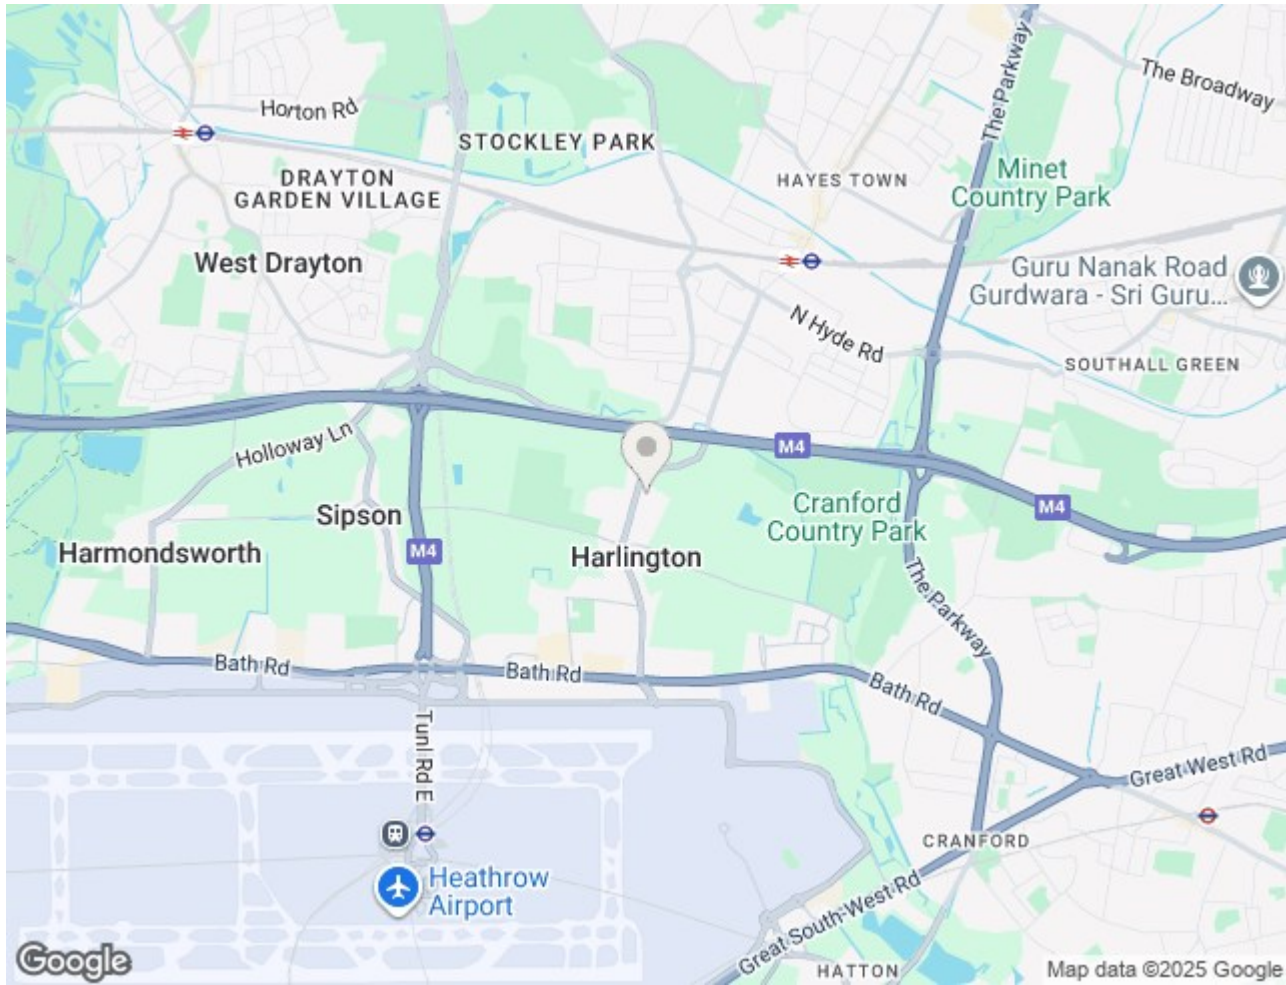 The Parkway
The Broadway
Horton Rd
STOCKLEY PARK
DRAYTON
GARDEN VILLAGE
HAYES TOWN
Minet
Country Park
West Drayton
Guru Nanak Road
Gurdwara - Sri Guru...
N Hyde Rd
SOUTHALL GREEN
Holloway Ln
M4
Sipson
Cranford
Country Park
M4
Harmondsworth
M4
Harlington
The Parkway
Bath Rd
Bath Rd
Bath Rd
Tunl Rd E
Great West Rd
CRANFORD
Heathrow
Airport
Great South-West Rd
HATTON
Google
Map data ©2025 Google